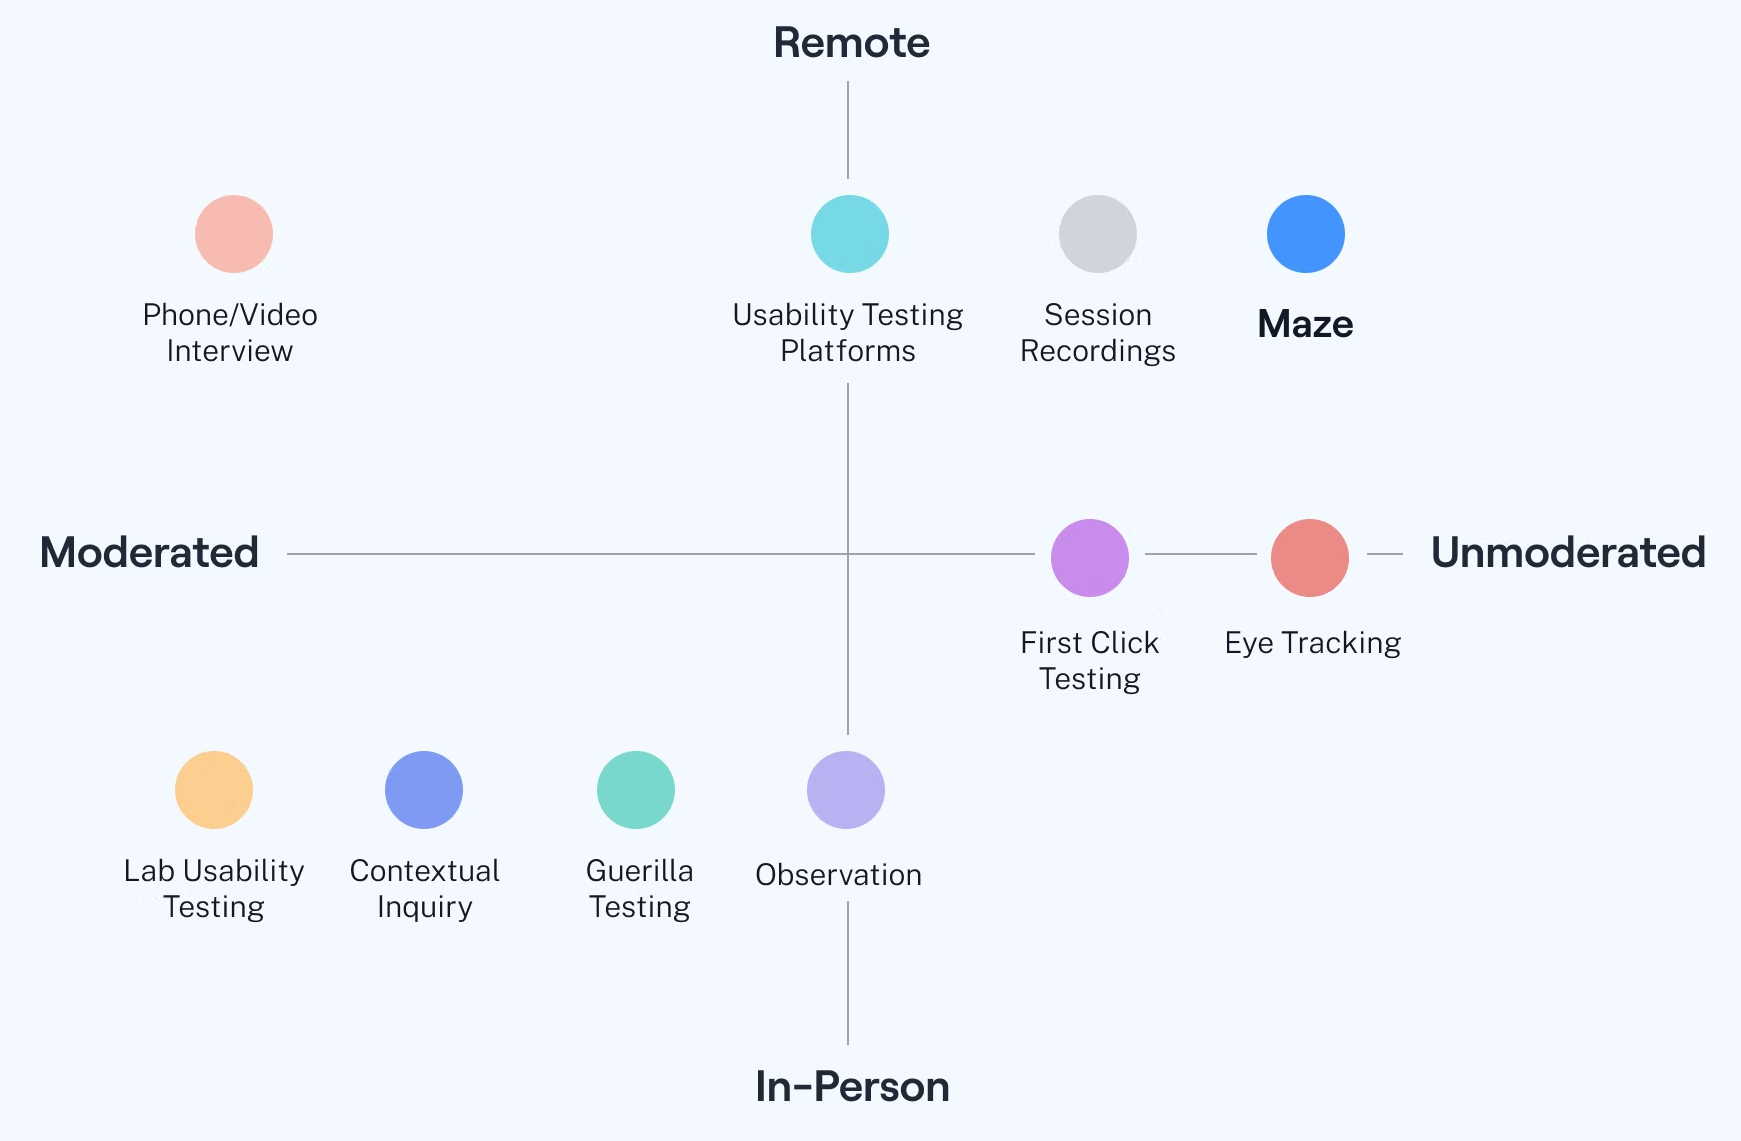 Remote
Phone/Video
Interview
Usability Testing
Platforms
Session
Recordings
Maze
Moderated
Unmoderated
First Click
Testing
Eye Tracking
Lab Usability
Testing
Contextual
Inquiry
Guerilla
Testing
Observation
In-Person